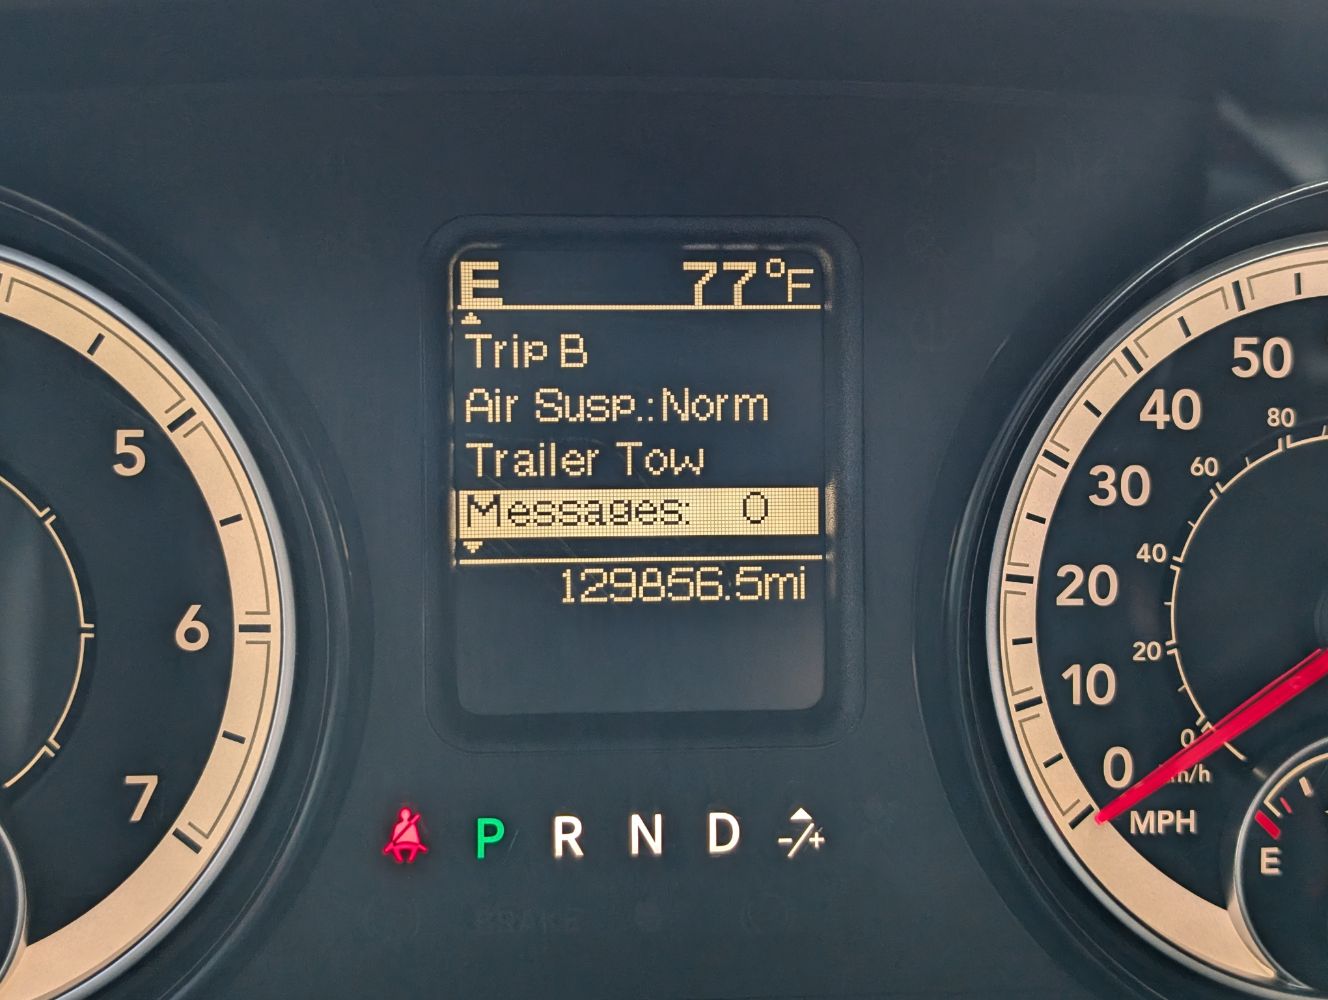 E 77°F
Trip B
Air Susp.:Norm
Trailer Tow
Messages: 0
129856.5mi
5
6
7
50
40
30
20
10
0
MPH
80
60
40
20
0
P R N D -/+
BRAKE
E